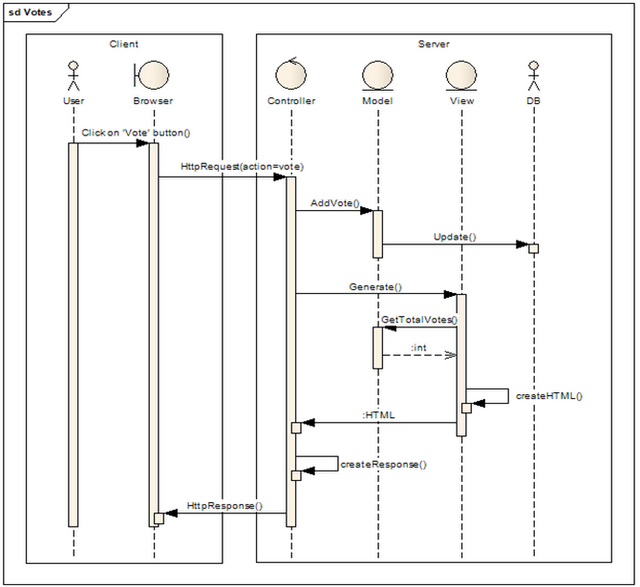 sd Votes
Client
Server
User
Browser
Controller
Model
View
DB
Click on 'Vote' button()
HttpRequest(action=vote)
AddVote()
Update()
Generate()
GetTotalVotes()
:int
createHTML()
:HTML
createResponse()
HttpResponse()